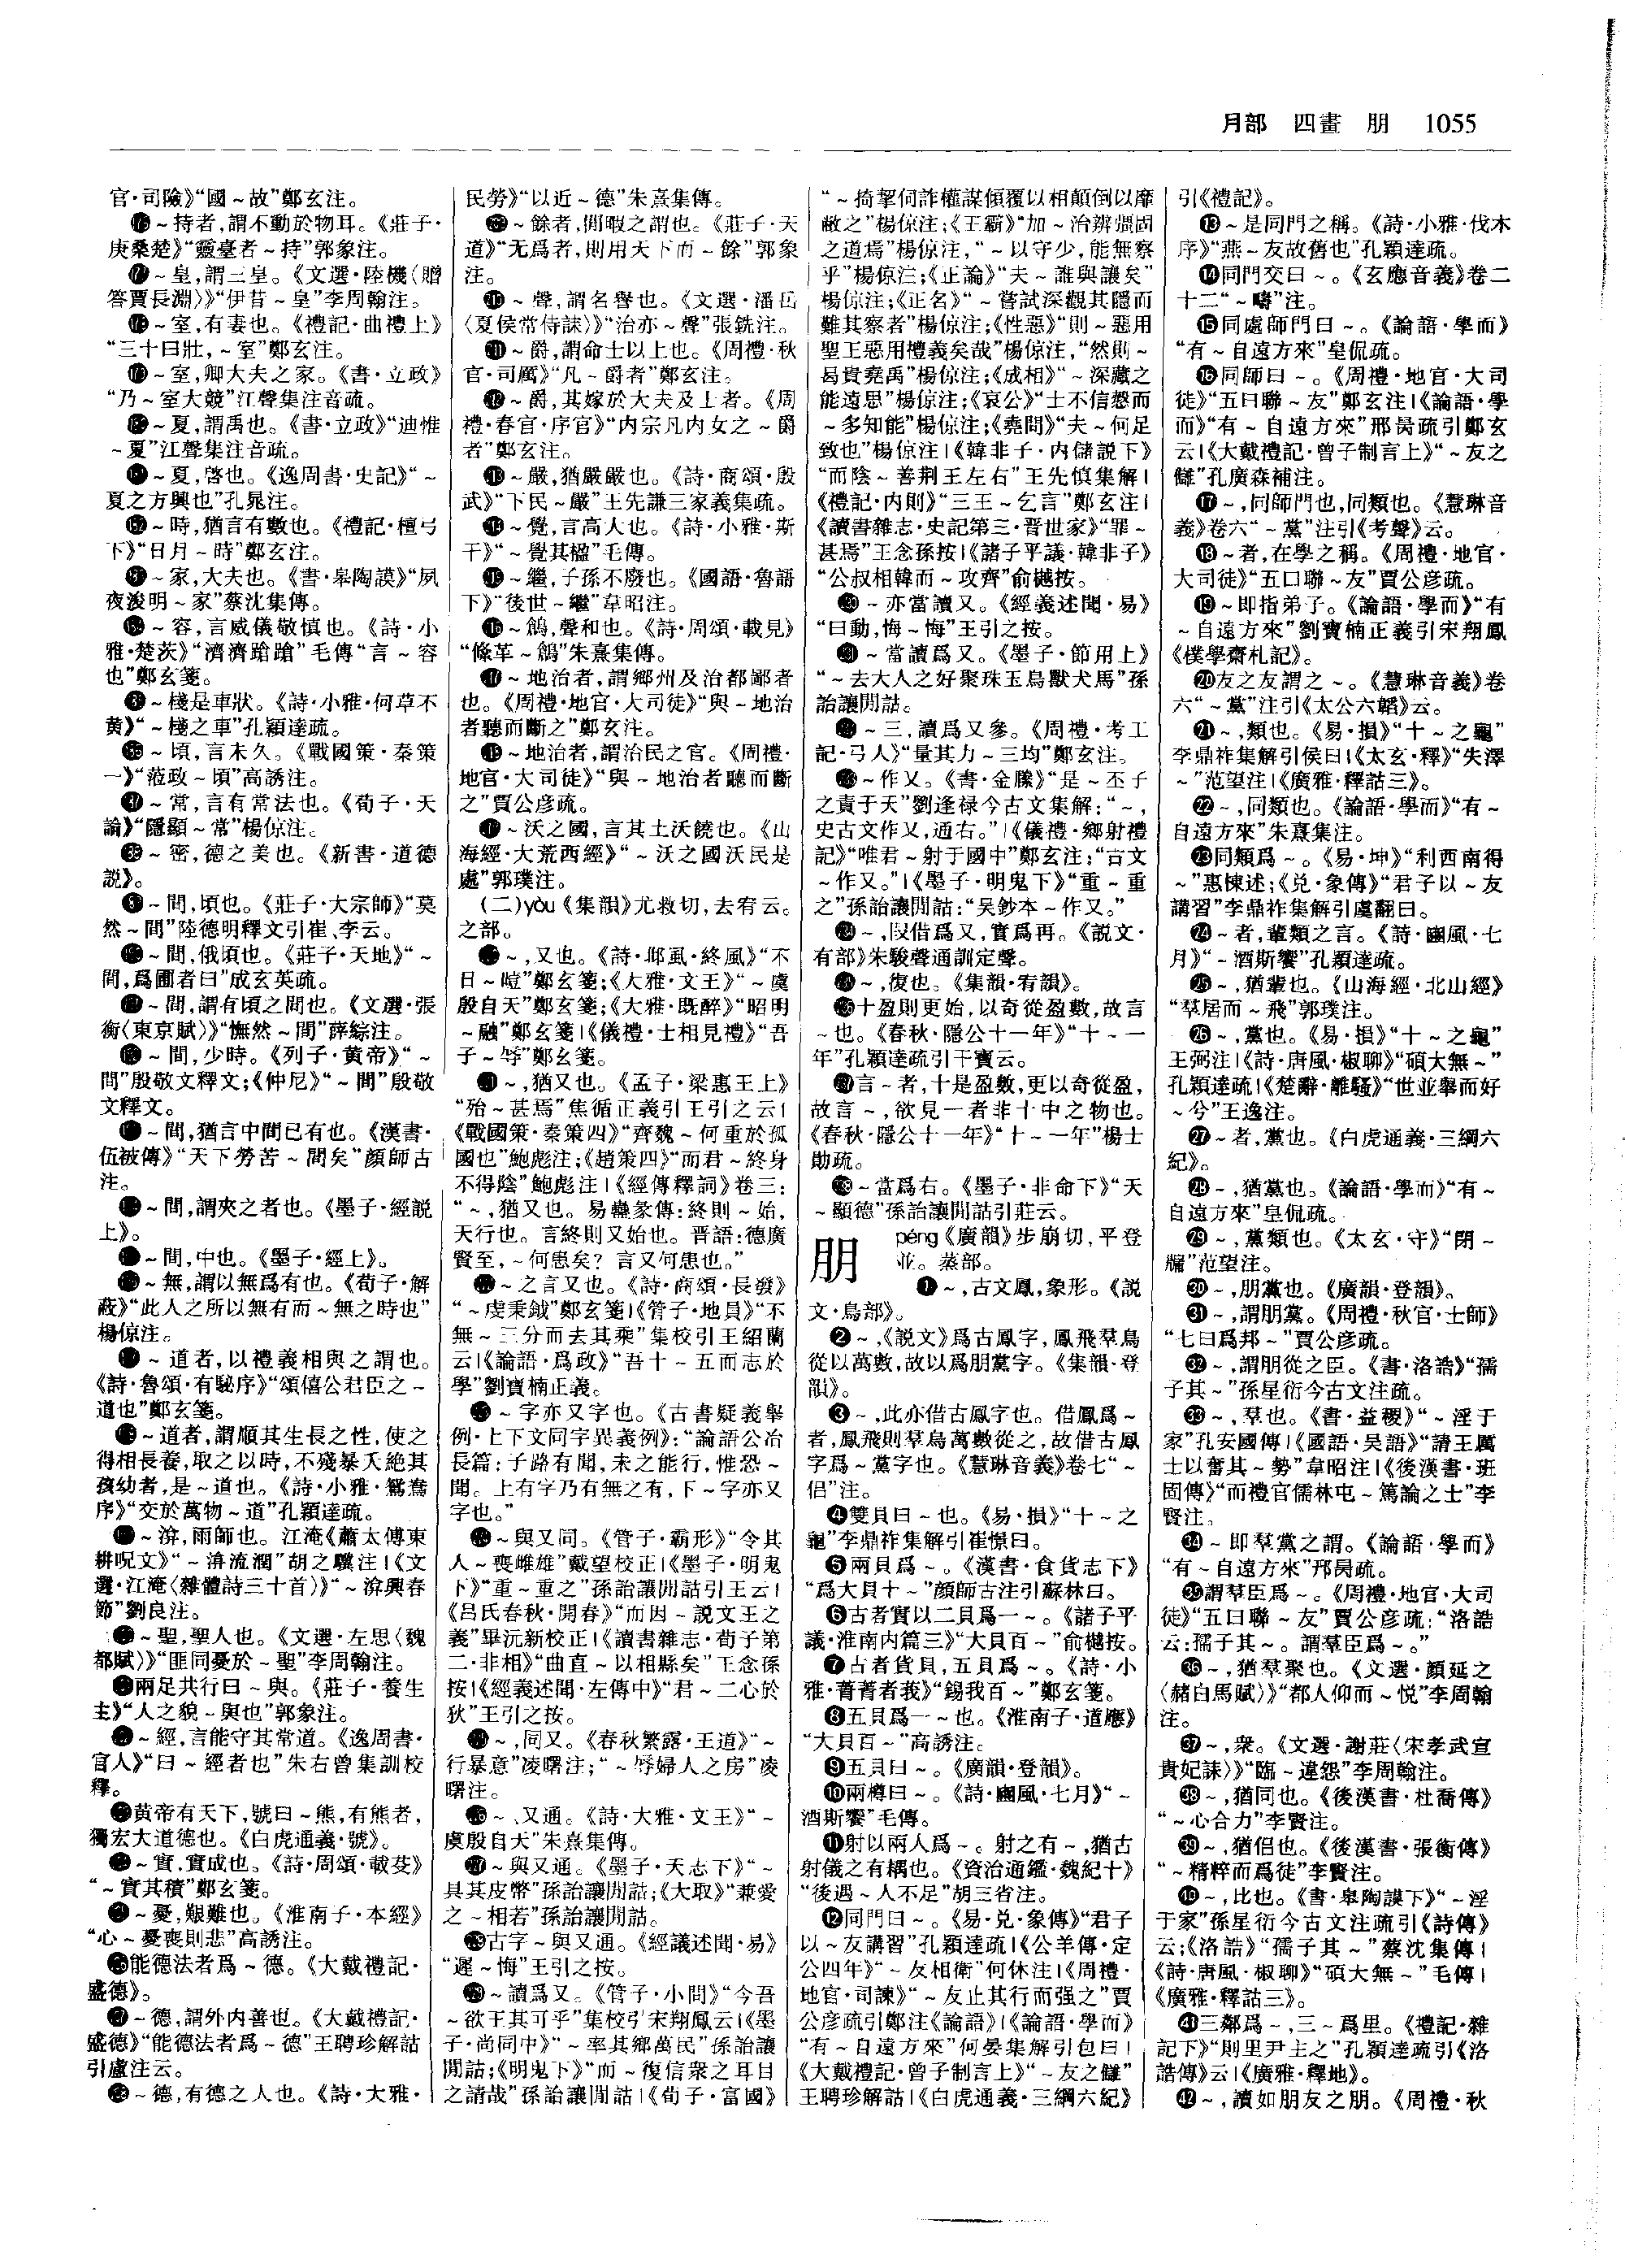 月部 四畫 朋 1055
官·司險》“國~故”鄭玄注。
~持者,謂不動於物耳。《莊子·
庚桑楚》“靈臺者~持”郭象注。
~皇,謂三皇。《文選·陸機〈贈
答賈長淵〉》“伊昔~皇”李周翰注。
~室,有妻也。《禮記·曲禮上》
“三十曰壯,~室”鄭玄注。
~室,卿大夫之家。《書·立政》
“乃~室大競”江聲集注音疏。
~夏,謂禹也。《書·立政》“迪惟
~夏”江聲集注音疏。
~夏,啓也。《逸周書·史記》“~
夏之方興也”孔晁注。
~時,猶言有數也。《禮記·檀弓
下》“日月~時”鄭玄注。
~家,大夫也。《書·皋陶謨》“夙
夜浚明~家”蔡沈集傳。
~容,言威儀敬慎也。《詩·小
雅·楚茨》“濟濟蹌蹌”毛傳“言~容
也”鄭玄箋。
~棧是車狀。《詩·小雅·何草不
黄》“~棧之車”孔穎達疏。
~頃,言未久。《戰國策·秦策
一》“蒞政~頃”高誘注。
~常,言有常法也。《荀子·天
論》“隱顯~常”楊倞注。
~密,德之美也。《新書·道德
説》。
~間,頃也。《莊子·大宗師》“莫
然~間”陸德明釋文引崔、李云。
~間,俄頃也。《莊子·天地》“~
間,爲圃者曰”成玄英疏。
~間,謂有頃之間也。《文選·張
衡〈東京賦〉》“憮然~間”薛綜注。
~間,少時。《列子·黄帝》“~
間”殷敬文釋文;《仲尼》“~間”殷敬
文釋文。
~間,猶言中間已有也。《漢書·
伍被傳》“天下勞苦~間矣”顔師古
注。
~間,謂夾之者也。《墨子·經説
上》。
~間,中也。《墨子·經上》。
~無,謂以無爲有也。《荀子·解
蔽》“此人之所以無有而~無之時也”
楊倞注。
~道者,以禮義相與之謂也。
《詩·魯頌·有駜序》“頌僖公君臣之~
道也”鄭玄箋。
~道者,謂順其生長之性,使之
得相長養,取之以時,不殘暴夭絶其
孩幼者,是~道也。《詩·小雅·鴛鴦
序》“交於萬物~道”孔穎達疏。
~渰,雨師也。江淹《蕭太傅東
耕呪文》“~渰流潤”胡之驥注|《文
選·江淹〈雜體詩三十首〉》“~渰興春
節”劉良注。
~聖,聖人也。《文選·左思〈魏
都賦〉》“匪同憂於~聖”李周翰注。
兩足共行曰~與。《莊子·養生
主》“人之貌~與也”郭象注。
~經,言能守其常道。《逸周書·
官人》“曰~經者也”朱右曾集訓校
釋。
黄帝有天下,號曰~熊,有熊者,
獨宏大道德也。《白虎通義·號》。
~實,實成也。《詩·周頌·載芟》
“~實其積”鄭玄箋。
~憂,艱難也。《淮南子·本經》
“心~憂喪則悲”高誘注。
能德法者爲~德。《大戴禮記·
盛德》。
~德,謂外内善也。《大戴禮記·
盛德》“能德法者爲~德”王聘珍解詁
引盧注云。
~德,有德之人也。《詩·大雅·
民勞》“以近~德”朱熹集傳。
~餘者,閒暇之謂也。《莊子·天
道》“无爲者,則用天下而~餘”郭象
注。
~聲,謂名譽也。《文選·潘岳
〈夏侯常侍誄〉》“治亦~聲”張銑注。
~爵,謂命士以上也。《周禮·秋
官·司厲》“凡~爵者”鄭玄注。
~爵,其嫁於大夫及士者。《周
禮·春官·序官》“内宗凡内女之~爵
者”鄭玄注。
~嚴,猶嚴嚴也。《詩·商頌·殷
武》“下民~嚴”王先謙三家義集疏。
~覺,言高大也。《詩·小雅·斯
干》“~覺其楹”毛傳。
~繼,子孫不廢也。《國語·魯語
下》“後世~繼”韋昭注。
~鶬,聲和也。《詩·周頌·載見》
“鞗革~鶬”朱熹集傳。
~地治者,謂鄉州及治都鄙者
也。《周禮·地官·大司徒》“與~地治
者聽而斷之”鄭玄注。
~地治者,謂治民之官。《周禮·
地官·大司徒》“與~地治者聽而斷
之”賈公彦疏。
~沃之國,言其土沃饒也。《山
海經·大荒西經》“~沃之國沃民是
處”郭璞注。
(二)yòu《集韻》尤救切,去宥云。
之部。
~,又也。《詩·邶風·終風》“不
日~曀”鄭玄箋;《大雅·文王》“~虞
殷自天”鄭玄箋;《大雅·既醉》“昭明
~融”鄭玄箋|《儀禮·士相見禮》“吾
子~辱”鄭玄箋。
~,猶又也。《孟子·梁惠王上》
“殆~甚焉”焦循正義引王引之云|
《戰國策·秦策四》“齊魏~何重於孤
國也”鮑彪注;《趙策四》“而君~終身
不得陰”鮑彪注|《經傳釋詞》卷三:
“~,猶又也。易蠱彖傳:終則~始,
天行也。言終則又始也。晋語:德廣
賢至,~何患矣?言又何患也。”
~之言又也。《詩·商頌·長發》
“~虔秉鉞”鄭玄箋|《管子·地員》“不
無~三分而去其乘”集校引王紹蘭
云|《論語·爲政》“吾十~五而志於
學”劉寶楠正義。
~字亦又字也。《古書疑義舉
例·上下文同字異義例》:“論語公冶
長篇:子路有聞,未之能行,惟恐~
聞。上有字乃有無之有,下~字亦又
字也。”
~與又同。《管子·霸形》“令其
人~喪雌雄”戴望校正|《墨子·明鬼
下》“重~重之”孫詒讓閒詁引王云|
《吕氏春秋·開春》“而因~説文王之
義”畢沅新校正|《讀書雜志·荀子第
二·非相》“曲直~以相縣矣”王念孫
按|《經義述聞·左傳中》“君~二心於
狄”王引之按。
~,同又。《春秋繁露·王道》“~
行暴意”凌曙注;“~辱婦人之房”凌
曙注。
~、又通。《詩·大雅·文王》“~
虞殷自天”朱熹集傳。
~與又通。《墨子·天志下》“~
具其皮幣”孫詒讓閒詁;《大取》“兼愛
之~相若”孫詒讓閒詁。
古字~與又通。《經議述聞·易》
“遲~悔”王引之按。
~讀爲又。《管子·小問》“今吾
~欲王其可乎”集校引宋翔鳳云|《墨
子·尚同中》“~率其鄉萬民”孫詒讓
閒詁;《明鬼下》“而~復信衆之耳目
之請哉”孫詒讓閒詁|《荀子·富國》
“~掎挈伺詐權謀傾覆以相顛倒以靡
敝之”楊倞注;《王霸》“加~治辨彊固
之道焉”楊倞注,“~以守少,能無察
乎”楊倞注;《正論》“夫~誰與讓矣”
楊倞注;《正名》“~嘗試深觀其隱而
難其察者”楊倞注;《性惡》“則~惡用
聖王惡用禮義矣哉”楊倞注,“然則~
曷貴堯禹”楊倞注;《成相》“~深藏之
能遠思”楊倞注;《哀公》“士不信愨而
~多知能”楊倞注;《堯問》“夫~何足
致也”楊倞注|《韓非子·内儲説下》
“而陰~善荆王左右”王先慎集解|
《禮記·内則》“三王~乞言”鄭玄注|
《讀書雜志·史記第三·晋世家》“罪~
甚焉”王念孫按|《諸子平議·韓非子》
“公叔相韓而~攻齊”俞樾按。
~亦當讀又。《經義述聞·易》
“曰動,悔~悔”王引之按。
~當讀爲又。《墨子·節用上》
“~去大人之好聚珠玉鳥獸犬馬”孫
詒讓閒詁。
~三,讀爲又參。《周禮·考工
記·弓人》“量其力~三均”鄭玄注。
~作又。《書·金縢》“是~丕子
之責于天”劉逢禄今古文集解:“~,
史古文作又,通右。”|《儀禮·鄉射禮
記》“唯君~射于國中”鄭玄注:“古文
~作又。”|《墨子·明鬼下》“重~重
之”孫詒讓閒詁:“吴鈔本~作又。”
~,叚借爲又,實爲再。《説文·
有部》朱駿聲通訓定聲。
~,復也。《集韻·宥韻》。
十盈則更始,以奇從盈數,故言
~也。《春秋·隱公十一年》“十~一
年”孔穎達疏引干寶云。
言~者,十是盈數,更以奇從盈,
故言~,欲見一者非十中之物也。
《春秋·隱公十一年》“十~一年”楊士
勛疏。
~當爲右。《墨子·非命下》“天
~顯德”孫詒讓閒詁引莊云。
朋 péng《廣韻》步崩切,平登
並。蒸部。
❶~,古文鳳,象形。《説
文·鳥部》。
❷~,《説文》爲古鳳字,鳳飛羣鳥
從以萬數,故以爲朋黨字。《集韻·登
韻》。
❸~,此亦借古鳳字也。借鳳爲~
者,鳳飛則羣鳥萬數從之,故借古鳳
字爲~黨字也。《慧琳音義》卷七“~
侣”注。
❹雙貝曰~也。《易·損》“十~之
龜”李鼎祚集解引崔憬曰。
❺兩貝爲~。《漢書·食貨志下》
“爲大貝十~”顔師古注引蘇林曰。
❻古者實以二貝爲一~。《諸子平
議·淮南内篇三》“大貝百~”俞樾按。
❼古者貨貝,五貝爲~。《詩·小
雅·菁菁者莪》“錫我百~”鄭玄箋。
❽五貝爲一~也。《淮南子·道應》
“大貝百~”高誘注。
❾五貝曰~。《廣韻·登韻》。
❿兩樽曰~。《詩·豳風·七月》“~
酒斯饗”毛傳。
⓫射以兩人爲~。射之有~,猶古
射儀之有耦也。《資治通鑑·魏紀十》
“後遇~人不足”胡三省注。
⓬同門曰~。《易·兑·象傳》“君子
以~友講習”孔穎達疏|《公羊傳·定
公四年》“~友相衛”何休注|《周禮·
地官·司諫》“~友止其行而强之”賈
公彦疏引鄭注《論語》|《論語·學而》
“有~自遠方來”何晏集解引包曰|
《大戴禮記·曾子制言上》“~友之讎”
王聘珍解詁|《白虎通義·三綱六紀》
引《禮記》。
⓭~是同門之稱。《詩·小雅·伐木
序》“燕~友故舊也”孔穎達疏。
⓮同門交曰~。《玄應音義》卷二
十二“~疇”注。
⓯同處師門曰~。《論語·學而》
“有~自遠方來”皇侃疏。
⓰同師曰~。《周禮·地官·大司
徒》“五曰聯~友”鄭玄注|《論語·學
而》“有~自遠方來”邢昺疏引鄭玄
云|《大戴禮記·曾子制言上》“~友之
讎”孔廣森補注。
⓱~,同師門也,同類也。《慧琳音
義》卷六“~黨”注引《考聲》云。
⓲~者,在學之稱。《周禮·地官·
大司徒》“五曰聯~友”賈公彦疏。
⓳~即指弟子。《論語·學而》“有
~自遠方來”劉寶楠正義引宋翔鳳
《樸學齋札記》。
⓴友之友謂之~。《慧琳音義》卷
六“~黨”注引《太公六韜》云。
㉑~,類也。《易·損》“十~之龜”
李鼎祚集解引侯曰|《太玄·釋》“失澤
~”范望注|《廣雅·釋詁三》。
㉒~,同類也。《論語·學而》“有~
自遠方來”朱熹集注。
㉓同類爲~。《易·坤》“利西南得
~”惠棟述;《兑·象傳》“君子以~友
講習”李鼎祚集解引虞翻曰。
㉔~者,輩類之言。《詩·豳風·七
月》“~酒斯饗”孔穎達疏。
㉕~,猶輩也。《山海經·北山經》
“羣居而~飛”郭璞注。
㉖~,黨也。《易·損》“十~之龜”
王弼注|《詩·唐風·椒聊》“碩大無~”
孔穎達疏|《楚辭·離騷》“世並舉而好
~兮”王逸注。
㉗~者,黨也。《白虎通義·三綱六
紀》。
㉘~,猶黨也。《論語·學而》“有~
自遠方來”皇侃疏。
㉙~,黨類也。《太玄·守》“閉~
牖”范望注。
㉚~,朋黨也。《廣韻·登韻》。
㉛~,謂朋黨。《周禮·秋官·士師》
“七曰爲邦~”賈公彦疏。
㉜~,謂朋從之臣。《書·洛誥》“孺
子其~”孫星衍今古文注疏。
㉝~,羣也。《書·益稷》“~淫于
家”孔安國傳|《國語·吴語》“請王厲
士以奮其~勢”韋昭注|《後漢書·班
固傳》“而禮官儒林屯~篤論之士”李
賢注。
㉞~即羣黨之謂。《論語·學而》
“有~自遠方來”邢昺疏。
㉟謂羣臣爲~。《周禮·地官·大司
徒》“五曰聯~友”賈公彦疏:“洛誥
云:孺子其~。謂羣臣爲~。”
㊱~,猶羣聚也。《文選·顔延之
〈赭白馬賦〉》“都人仰而~悦”李周翰
注。
㊲~,衆。《文選·謝莊〈宋孝武宣
貴妃誄〉》“臨~違怨”李周翰注。
㊳~,猶同也。《後漢書·杜喬傳》
“~心合力”李賢注。
㊴~,猶侣也。《後漢書·張衡傳》
“~精粹而爲徒”李賢注。
㊵~,比也。《書·皋陶謨下》“~淫
于家”孫星衍今古文注疏引《詩傳》
云;《洛誥》“孺子其~”蔡沈集傳|
《詩·唐風·椒聊》“碩大無~”毛傳|
《廣雅·釋詁三》。
㊶三鄰爲~,三~爲里。《禮記·雜
記下》“則里尹主之”孔穎達疏引《洛
誥傳》云|《廣雅·釋地》。
㊷~,讀如朋友之朋。《周禮·秋